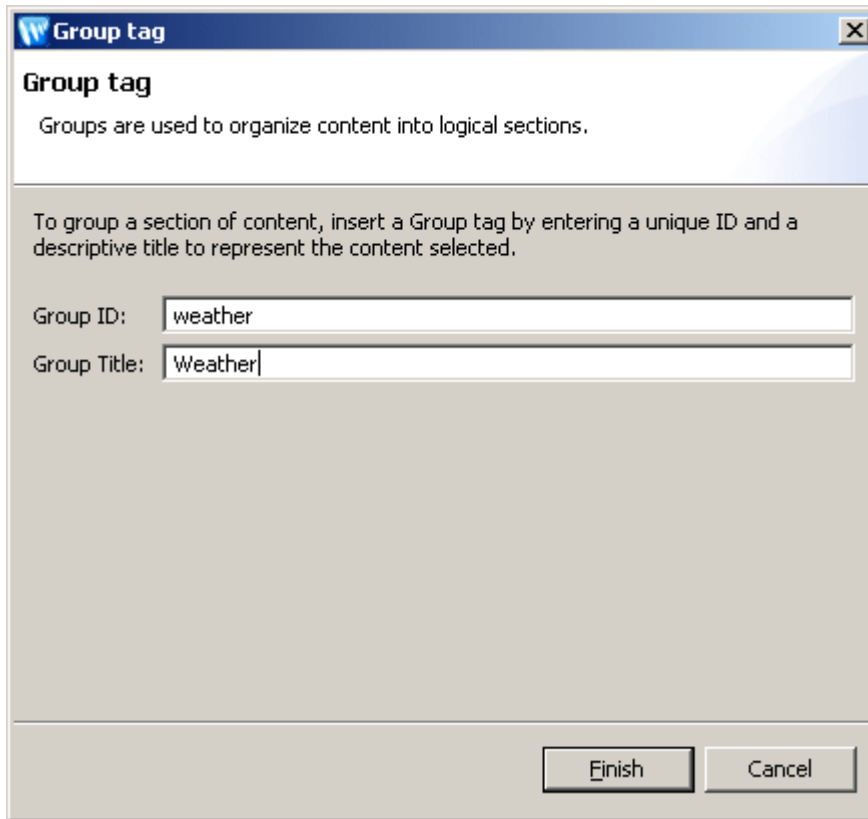 Group tag
Group tag
Groups are used to organize content into logical sections.
To group a section of content, insert a Group tag by entering a unique ID and a
descriptive title to represent the content selected.
Group ID: weather
Group Title: Weather
Finish Cancel